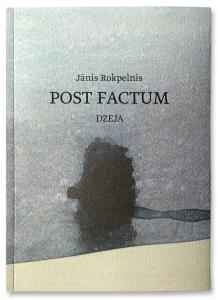 Jānis Rokpelnis
POST FACTUM
DZEJA